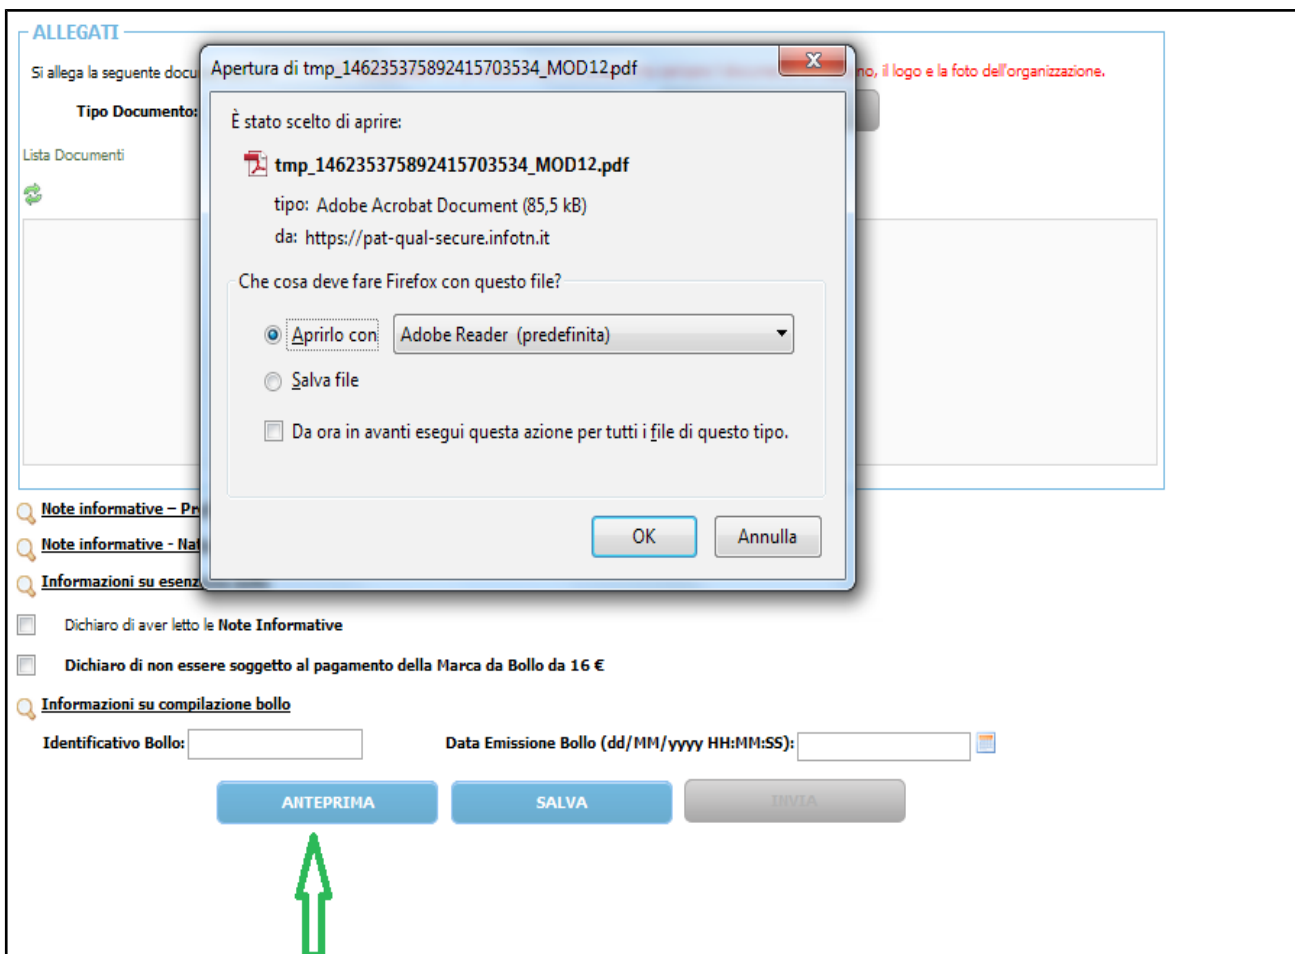 ALLEGATI
Si allega la seguente docu
no, il logo e la foto dell'organizzazione.
Apertura di tmp_146235375892415703534_MOD12.pdf
Tipo Documento:
È stato scelto di aprire:
Lista Documenti
tmp_146235375892415703534_MOD12.pdf
tipo: Adobe Acrobat Document (85,5 kB)
da: https://pat-qual-secure.infotn.it
Che cosa deve fare Firefox con questo file?
Aprirlo con Adobe Reader (predefinita)
Salva file
Da ora in avanti esegui questa azione per tutti i file di questo tipo.
OK Annulla
Note informative – Pr
Note informative - Nat
Informazioni su esenz
Dichiaro di aver letto le Note Informative
Dichiaro di non essere soggetto al pagamento della Marca da Bollo da 16 €
Informazioni su compilazione bollo
Identificativo Bollo: Data Emissione Bollo (dd/MM/yyyy HH:MM:SS):
ANTEPRIMA SALVA INVIA